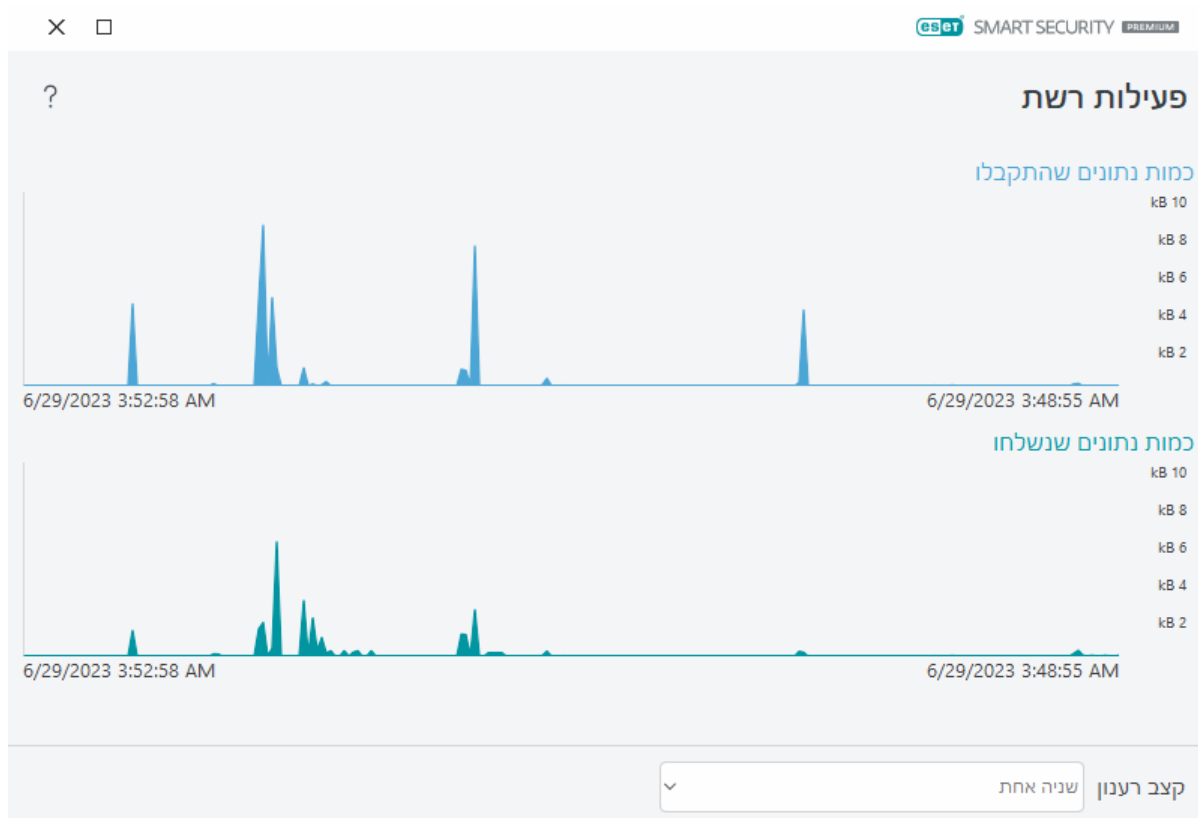 eset SMART SECURITY PREMIUM
פעילות רשת
?
כמות נתונים שהתקבלו
kB 10
kB 8
kB 6
kB 4
kB 2
6/29/2023 3:48:55 AM
6/29/2023 3:52:58 AM
כמות נתונים שנשלחו
kB 10
kB 8
kB 6
kB 4
kB 2
6/29/2023 3:48:55 AM
6/29/2023 3:52:58 AM
קצב רענון
שניה אחת